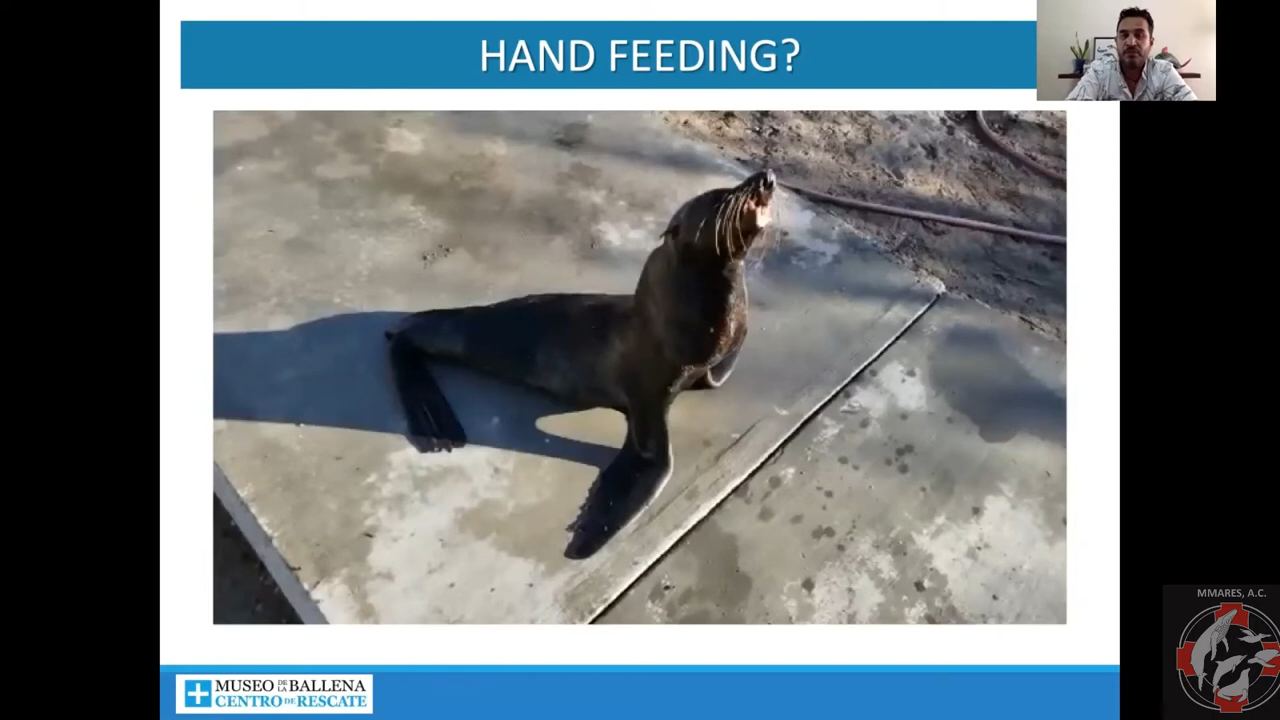 HAND FEEDING?
MUSEO DE LA BALLENA
CENTRO DE RESCATE
MMARES, A.C.